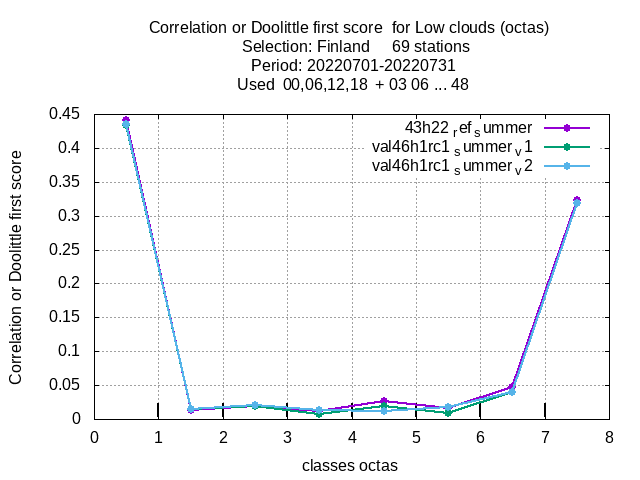 Correlation or Doolittle first score  for Low clouds (octas)
Selection: Finland     69 stations
Period: 20220701-20220731
Used  00,06,12,18  + 03 06 ... 48
43h22 ref summer
val46h1rc1 summer v1
val46h1rc1 summer v2
Correlation or Doolittle first score
0.45
0.4
0.35
0.3
0.25
0.2
0.15
0.1
0.05
0
0 1 2 3 4 5 6 7 8
classes octas